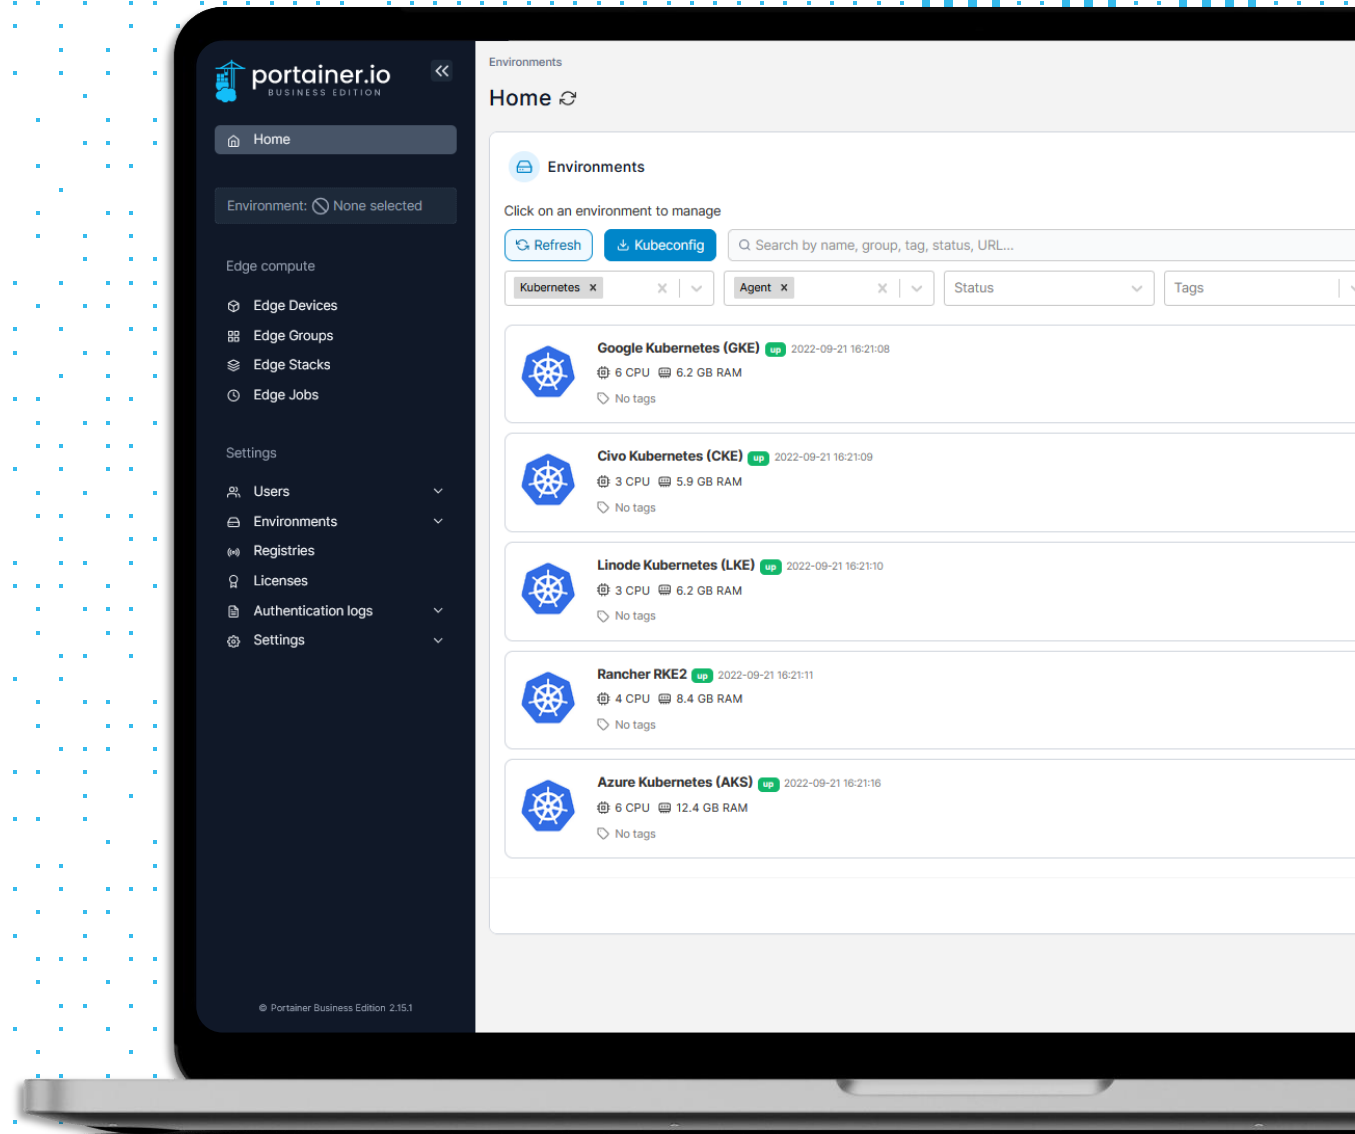 portainer.io
BUSINESS EDITION
Home
Environment: None selected
Edge compute
Edge Devices
Edge Groups
Edge Stacks
Edge Jobs
Settings
Users
Environments
Registries
Licenses
Authentication logs
Settings
© Portainer Business Edition 2.15.1
Environments
Home
Environments
Click on an environment to manage
Refresh Kubeconfig Search by name, group, tag, status, URL...
Kubernetes × Agent × Status Tags
Google Kubernetes (GKE) up 2022-09-21 16:21:08
6 CPU 6.2 GB RAM
No tags
Civo Kubernetes (CKE) up 2022-09-21 16:21:09
3 CPU 5.9 GB RAM
No tags
Linode Kubernetes (LKE) up 2022-09-21 16:21:10
3 CPU 6.2 GB RAM
No tags
Rancher RKE2 up 2022-09-21 16:21:11
4 CPU 8.4 GB RAM
No tags
Azure Kubernetes (AKS) up 2022-09-21 16:21:16
6 CPU 12.4 GB RAM
No tags